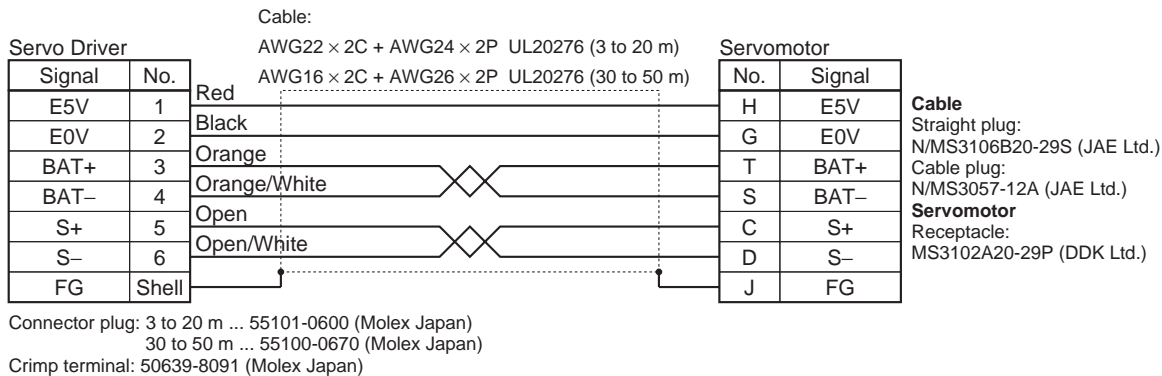 Cable:
AWG22 × 2C + AWG24 × 2P UL20276 (3 to 20 m)
AWG16 × 2C + AWG26 × 2P UL20276 (30 to 50 m)
Servo Driver
Servomotor
Signal No. No. Signal
E5V 1 Red H E5V
E0V 2 Black G E0V
BAT+ 3 Orange T BAT+
BAT− 4 Orange/White S BAT−
S+ 5 Open C S+
S− 6 Open/White D S−
FG Shell J FG
Cable
Straight plug:
N/MS3106B20-29S (JAE Ltd.)
Cable plug:
N/MS3057-12A (JAE Ltd.)
Servomotor
Receptacle:
MS3102A20-29P (DDK Ltd.)
Connector plug: 3 to 20 m ... 55101-0600 (Molex Japan)
30 to 50 m ... 55100-0670 (Molex Japan)
Crimp terminal: 50639-8091 (Molex Japan)